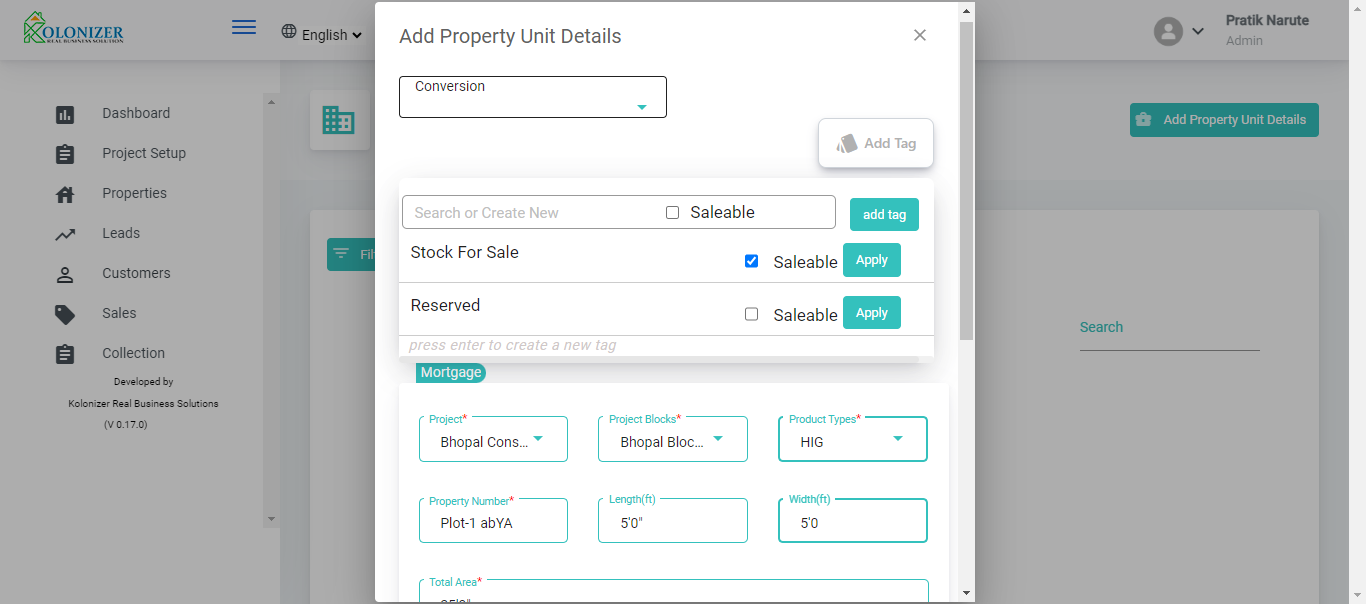 KOLONIZER
REAL BUSINESS SOLUTION
English
Pratik Narute
Admin
Dashboard
Project Setup
Properties
Leads
Customers
Sales
Collection
Developed by
Kolonizer Real Business Solutions
(V 0.17.0)
Add Property Unit Details
Search
Add Property Unit Details
Conversion
Add Tag
Search or Create New
Saleable
add tag
Stock For Sale
Saleable
Apply
Reserved
Saleable
Apply
press enter to create a new tag
Mortgage
Project*
Bhopal Cons...
Project Blocks*
Bhopal Bloc...
Product Types*
HIG
Property Number*
Plot-1 abYA
Length(ft)
5'0"
Width(ft)
5'0
Total Area*